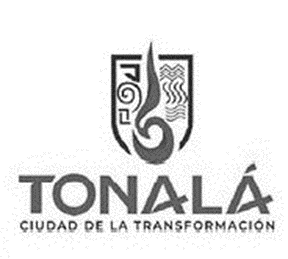 TONALÁ
CIUDAD DE LA TRANSFORMACIÓN